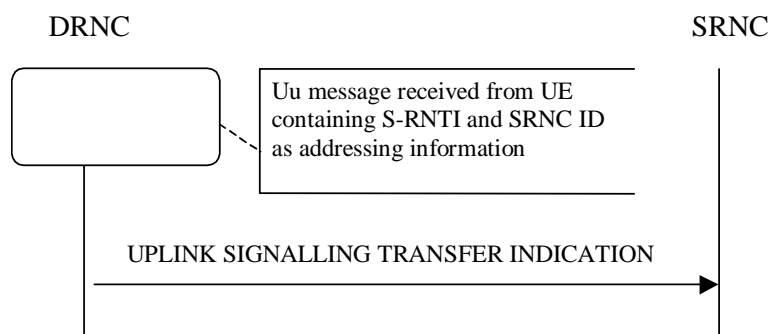 DRNC
SRNC
Uu message received from UE
containing S-RNTI and SRNC ID
as addressing information
UPLINK SIGNALLING TRANSFER INDICATION